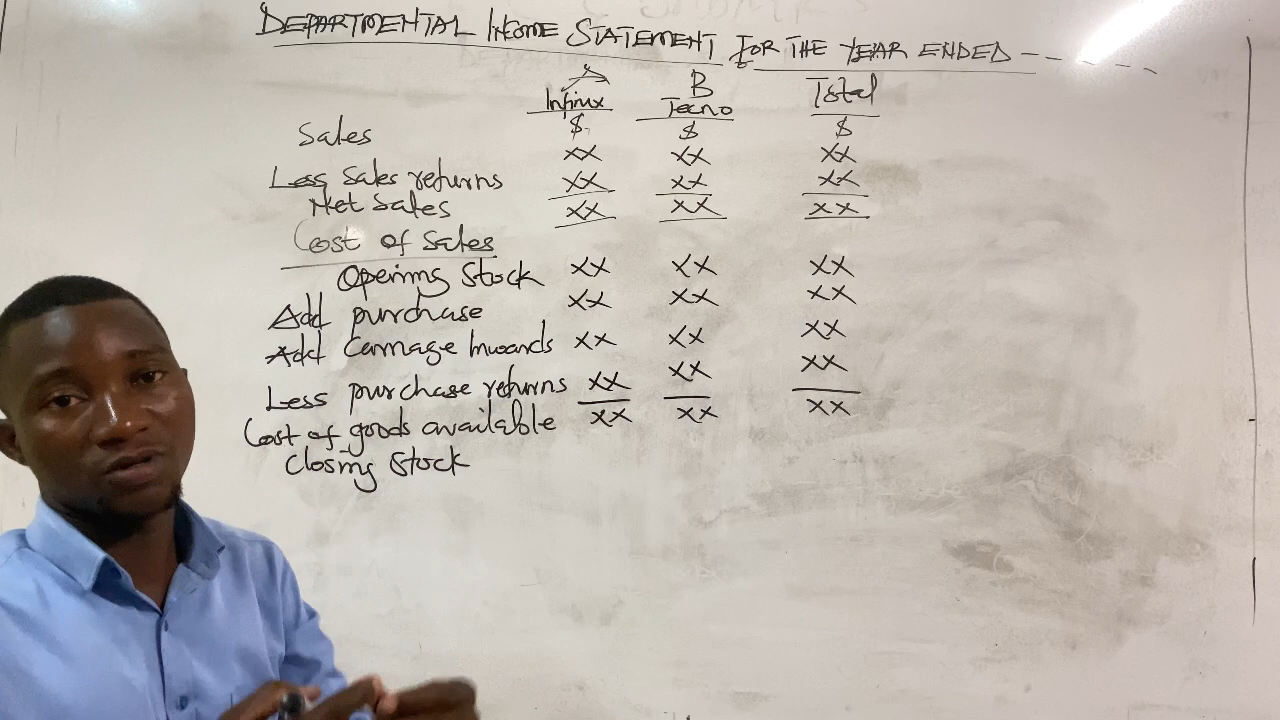 DEPARTMENTAL INCOME STATEMENT FOR THE YEAR ENDED - - - - -
A B
Infinix Tecno Total
Sales $ $ $
XX XX XX
Less Sales returns XX XX XX
Net Sales XX XX XX
Cost of Sales
Opening Stock XX XX XX
Add purchase XX XX XX
Add Carriage Inwards XX XX XX
Less purchase returns XX XX XX
Cost of goods available XX XX XX
Closing Stock